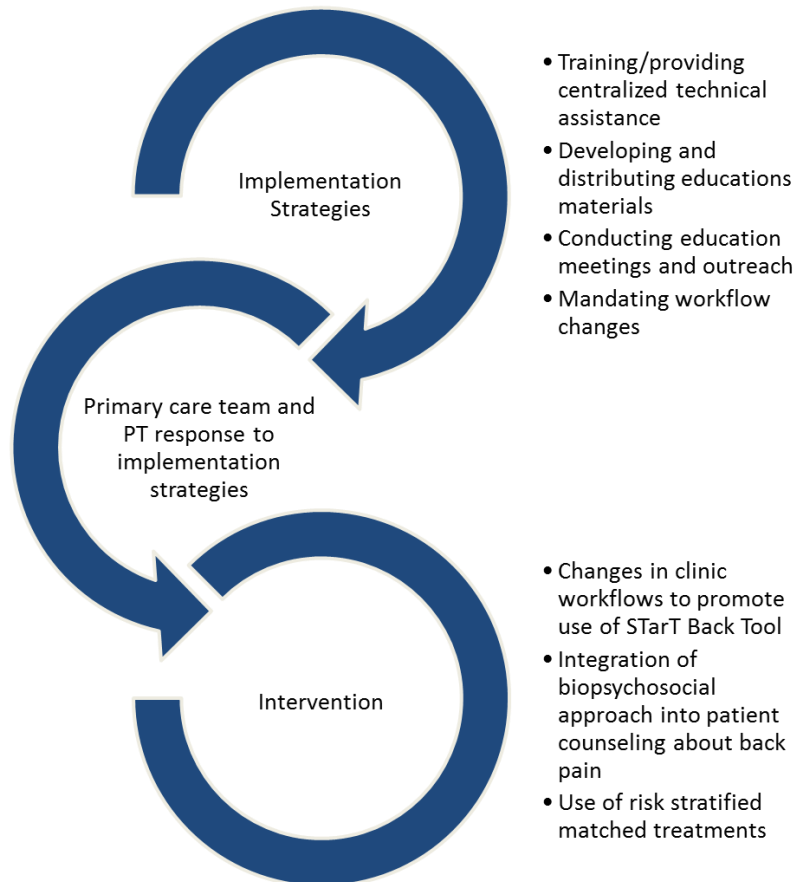 Implementation
Strategies
• Training/providing
centralized technical
assistance
• Developing and
distributing educations
materials
• Conducting education
meetings and outreach
• Mandating workflow
changes
Primary care team and
PT response to
implementation
strategies
Intervention
• Changes in clinic
workflows to promote
use of STarT Back Tool
• Integration of
biopsychosocial
approach into patient
counseling about back
pain
• Use of risk stratified
matched treatments